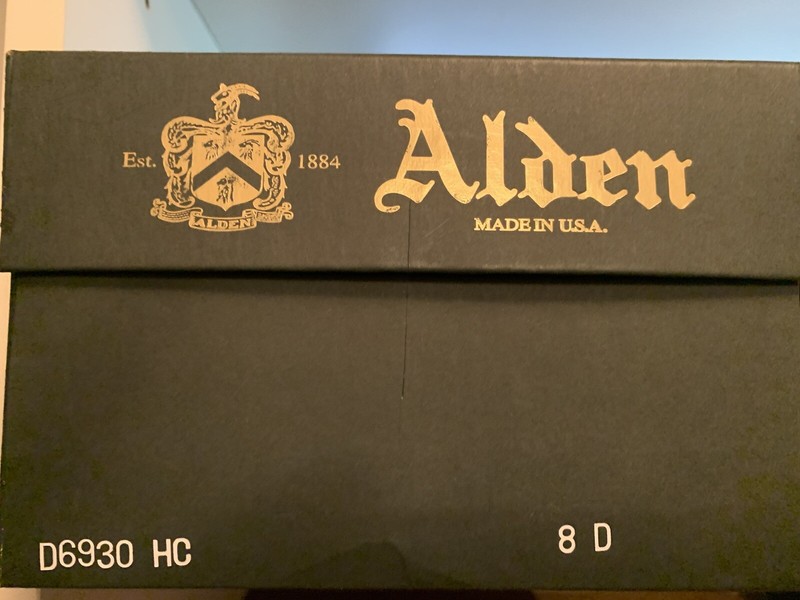 Est. 1884
ALDEN
Alden
MADE IN U.S.A.
D6930 HC
8 D